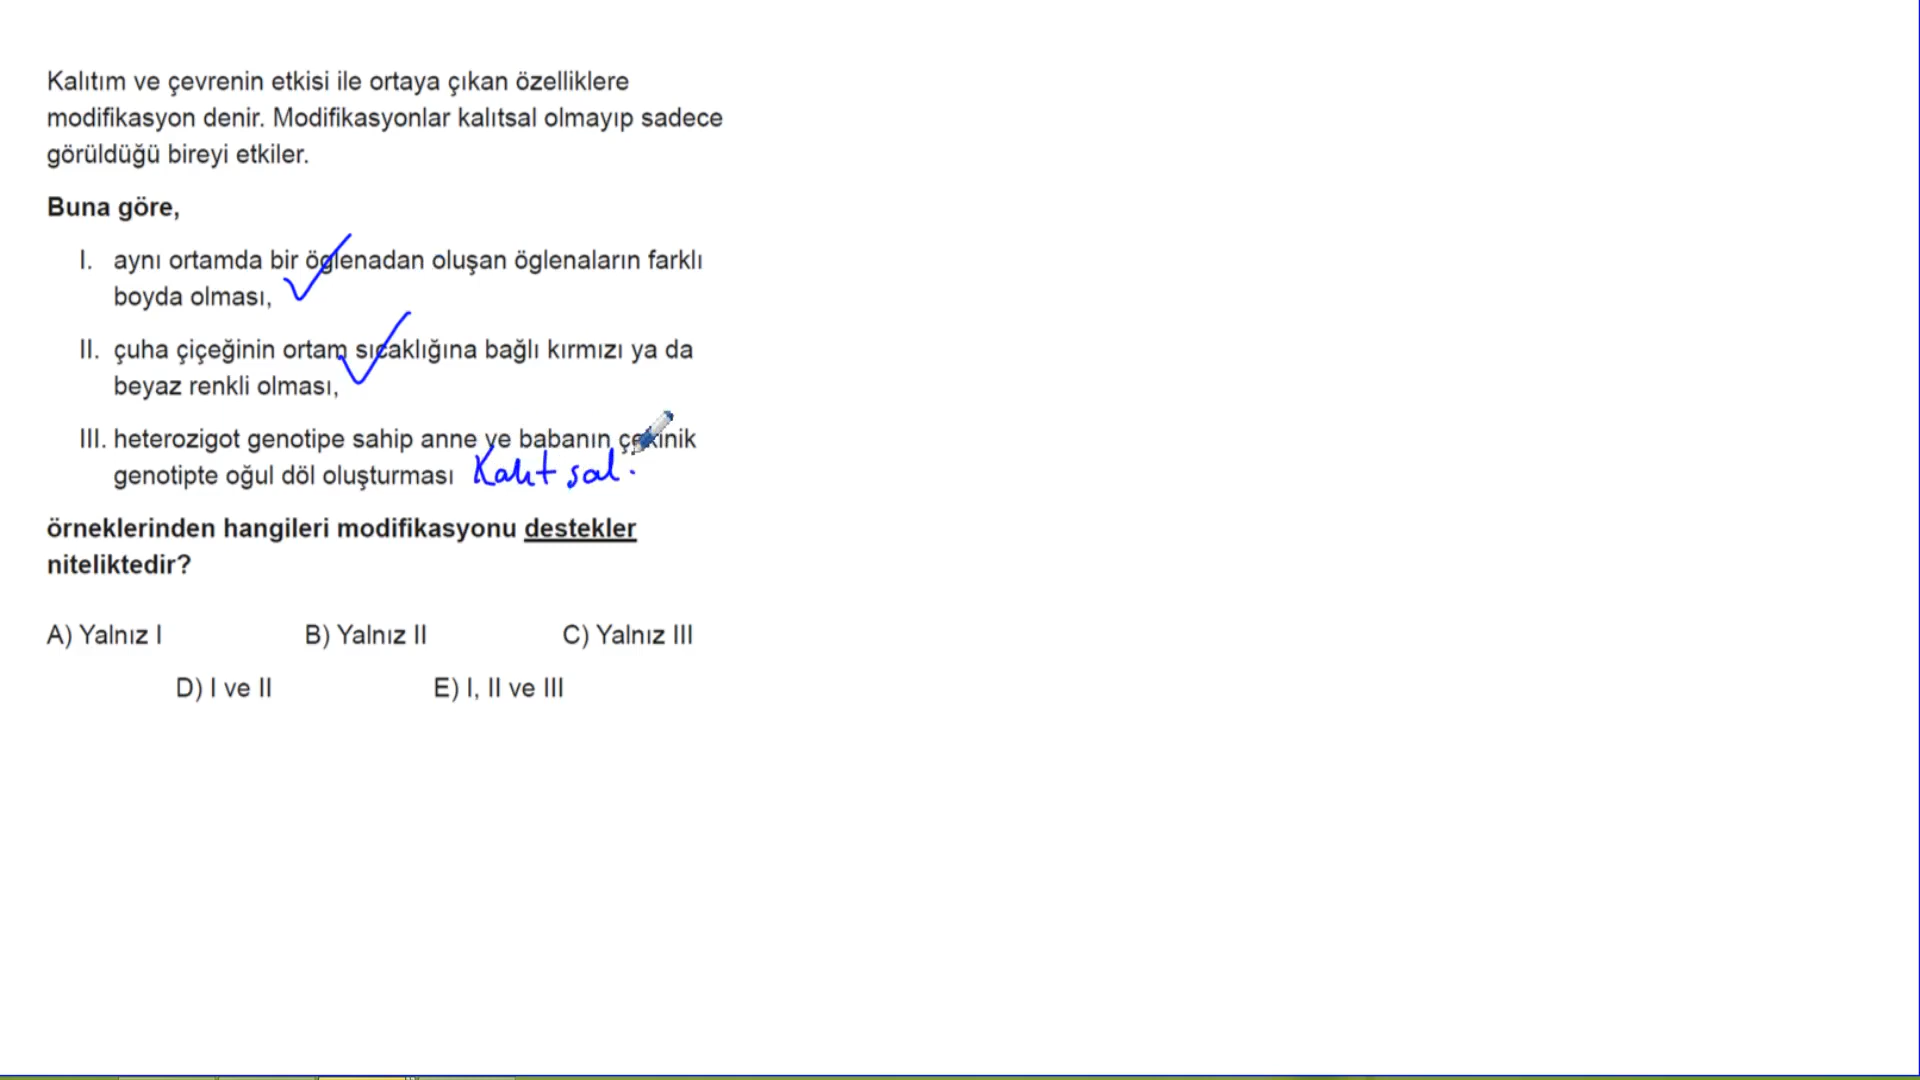 Kalıtım ve çevrenin etkisi ile ortaya çıkan özelliklere
modifikasyon denir. Modifikasyonlar kalıtsal olmayıp sadece
görüldüğü bireyi etkiler.
Buna göre,
I. aynı ortamda bir öglenadan oluşan öglenaların farklı
boyda olması,
II. çuha çiçeğinin ortam sıcaklığına bağlı kırmızı ya da
beyaz renkli olması,
III. heterozigot genotipe sahip anne ve babanın çekinik
genotipte oğul döl oluşturması Kalıtsal.
örneklerinden hangileri modifikasyonu destekler
niteliktedir?
A) Yalnız I B) Yalnız II C) Yalnız III
D) I ve II E) I, II ve III